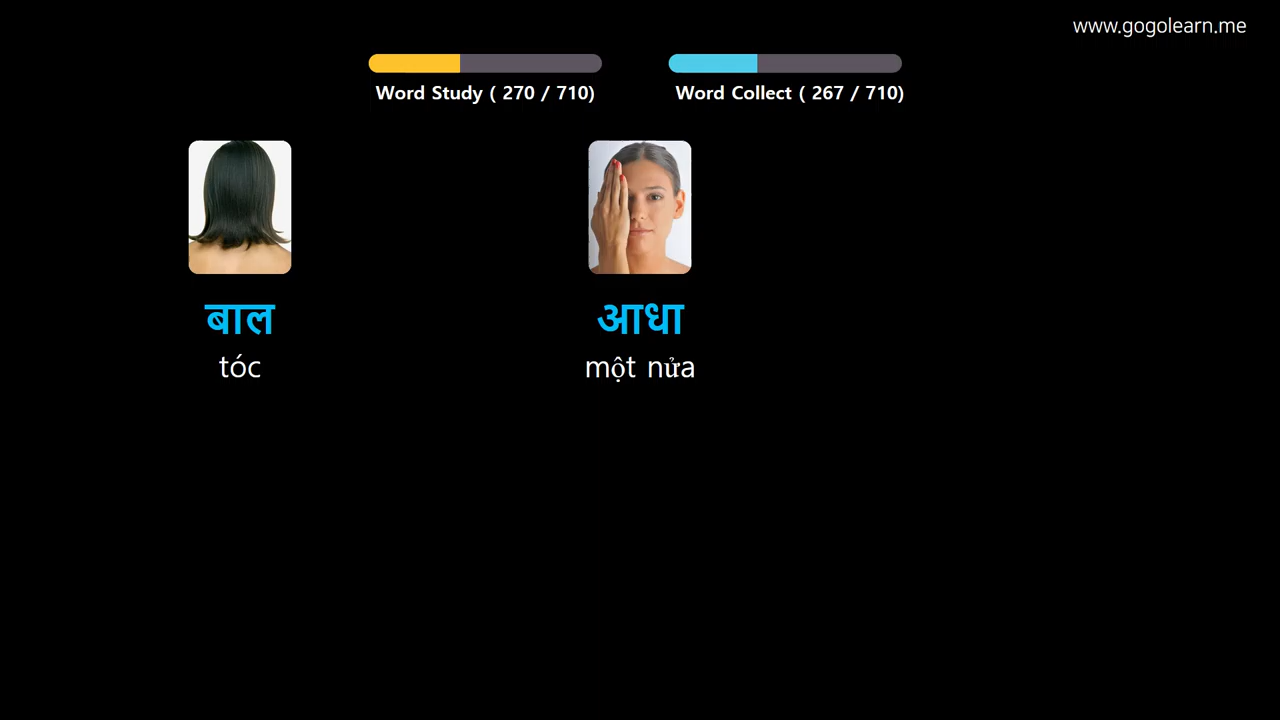 www.gogolearn.me
Word Study ( 270 / 710)
Word Collect ( 267 / 710)
बाल
आधा
tóc
một nửa